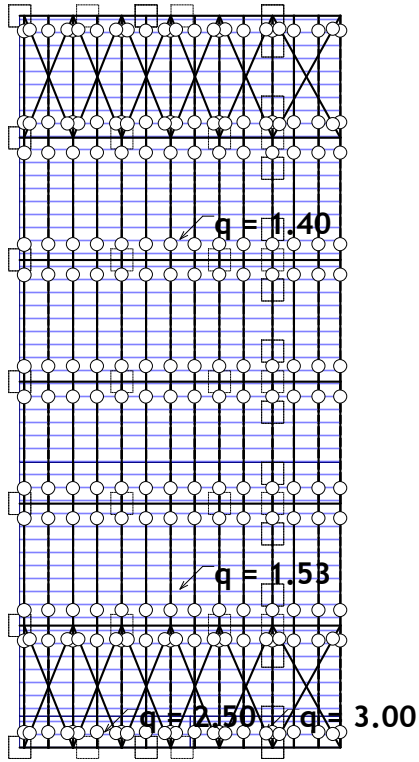 q = 1.40
q = 1.53
q = 2.50 q = 3.00